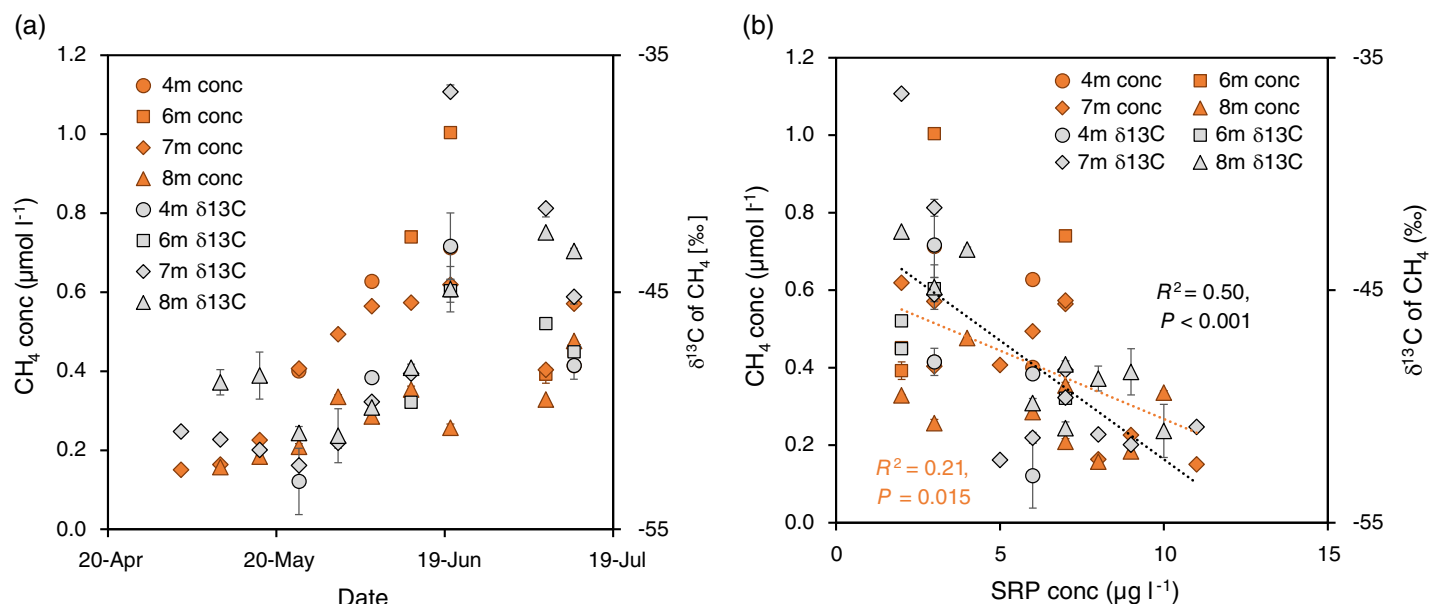 (a)
1.2
1.0
0.8
0.6
0.4
0.2
0.0
CH4 conc (µmol l-1)
4m conc
6m conc
7m conc
8m conc
4m δ13C
6m δ13C
7m δ13C
8m δ13C
-35
-45
-55
δ13C of CH4 [‰]
20-Apr 20-May 19-Jun 19-Jul
Date
(b)
1.2
1.0
0.8
0.6
0.4
0.2
0.0
CH4 conc (µmol l-1)
4m conc 6m conc
7m conc 8m conc
4m δ13C 6m δ13C
7m δ13C 8m δ13C
R2 = 0.50,
P < 0.001
R2 = 0.21,
P = 0.015
-35
-45
-55
δ13C of CH4 (‰)
0 5 10 15
SRP conc (µg l-1)